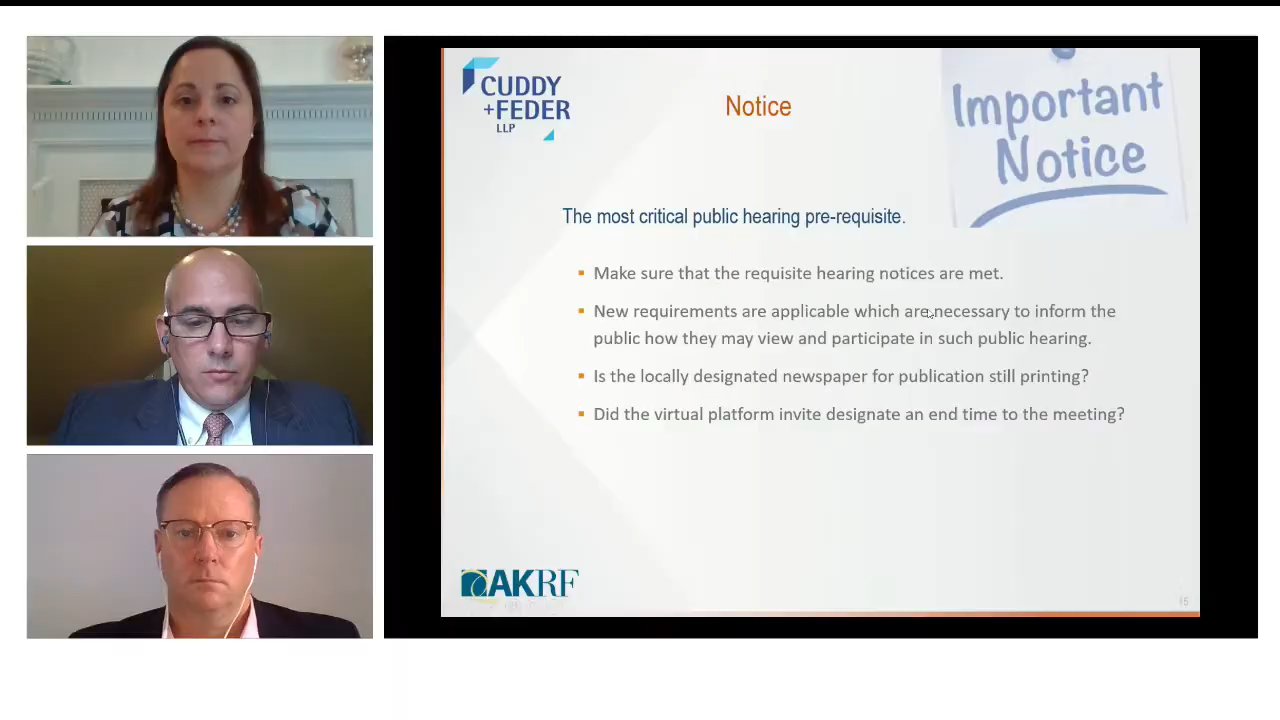 CUDDY
+FEDER
LLP
Notice
Important
Notice
The most critical public hearing pre-requisite.
Make sure that the requisite hearing notices are met.
New requirements are applicable which are necessary to inform the
public how they may view and participate in such public hearing.
Is the locally designated newspaper for publication still printing?
Did the virtual platform invite designate an end time to the meeting?
AKRF
15